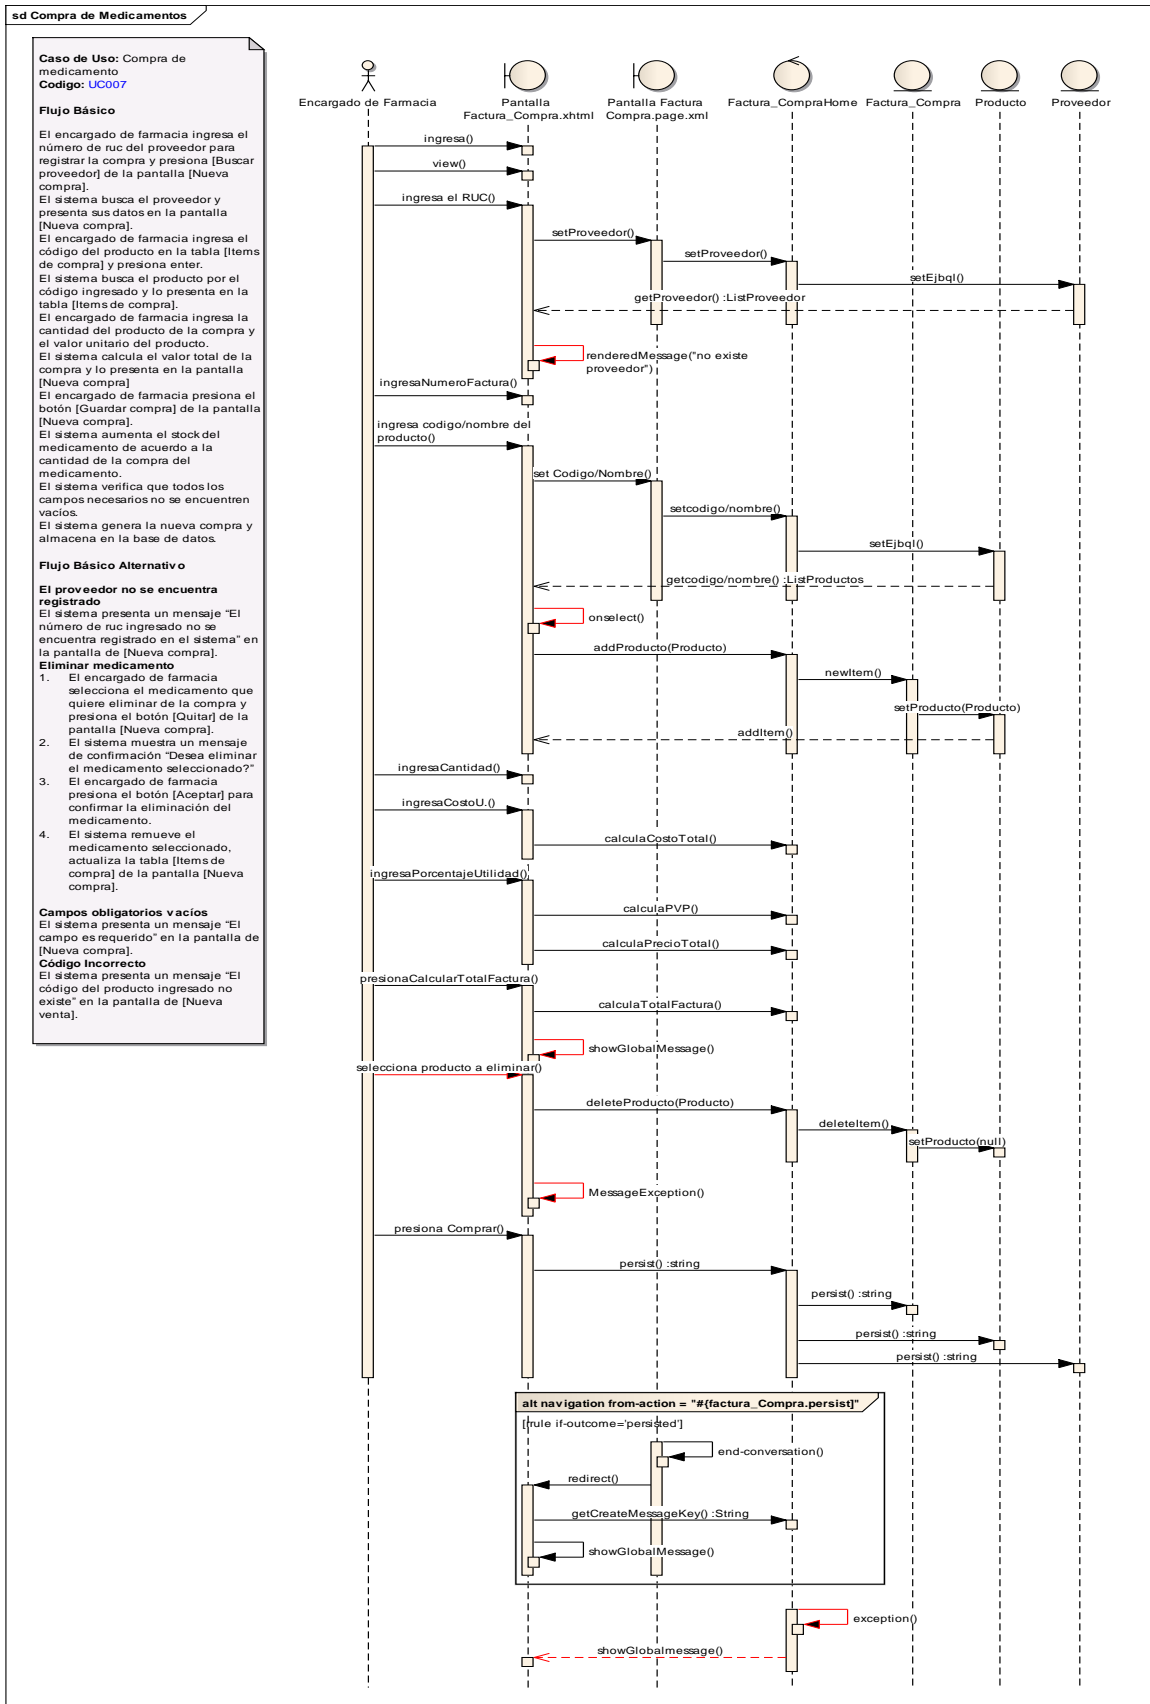 sd Compra de Medicamentos
Caso de Uso: Compra de
medicamento
Codigo: UC007
Flujo Básico
El encargado de farmacia ingresa el
número de ruc del proveedor para
registrar la compra y presiona [Buscar
proveedor] de la pantalla [Nueva
compra].
El sistema busca el proveedor y
presenta sus datos en la pantalla
[Nueva compra].
El encargado de farmacia ingresa el
código del producto en la tabla [Items
de compra] y presiona enter.
El sistema busca el producto por el
código ingresado y lo presenta en la
tabla [Items de compra].
El encargado de farmacia ingresa la
cantidad del producto de la compra y
el valor unitario del producto.
El sistema calcula el valor total de la
compra y lo presenta en la pantalla
[Nueva compra]
El encargado de farmacia presiona el
botón [Guardar compra] de la pantalla
[Nueva compra].
El sistema aumenta el stock del
medicamento de acuerdo a la
cantidad de la compra del
medicamento.
El sistema verifica que todos los
campos necesarios no se encuentren
vacíos.
El sistema genera la nueva compra y
almacena en la base de datos.
Flujo Básico Alternativo
El proveedor no se encuentra
registrado
El sistema presenta un mensaje “El
número de ruc ingresado no se
encuentra registrado en el sistema” en
la pantalla de [Nueva compra].
Eliminar medicamento
1. El encargado de farmacia
selecciona el medicamento que
quiere eliminar de la compra y
presiona el botón [Quitar] de la
pantalla [Nueva compra].
2. El sistema muestra un mensaje
de confirmación “Desea eliminar
el medicamento seleccionado?”
3. El encargado de farmacia
presiona el botón [Aceptar] para
confirmar la eliminación del
medicamento.
4. El sistema remueve el
medicamento seleccionado,
actualiza la tabla [Items de
compra] de la pantalla [Nueva
compra].
Campos obligatorios vacíos
El sistema presenta un mensaje “El
campo es requerido” en la pantalla de
[Nueva compra].
Código Incorrecto
El sistema presenta un mensaje “El
código del producto ingresado no
existe” en la pantalla de [Nueva
venta].
Encargado de Farmacia
Pantalla
Factura_Compra.xhtml
Pantalla Factura
Compra.page.xml
Factura_CompraHome
Factura_Compra
Producto
Proveedor
ingresa()
view()
ingresa el RUC()
setProveedor()
setProveedor()
setEjbql()
getProveedor() :ListProveedor
renderedMessage("no existe
proveedor")
ingresaNumeroFactura()
ingresa codigo/nombre del
producto()
set Codigo/Nombre()
setcodigo/nombre()
setEjbql()
getcodigo/nombre() :ListProductos
onselect()
addProducto(Producto)
newItem()
setProducto(Producto)
addItem()
ingresaCantidad()
ingresaCostoU.()
calculaCostoTotal()
ingresaPorcentajeUtilidad()
calculaPVP()
calculaPrecioTotal()
presionaCalcularTotalFactura()
calculaTotalFactura()
showGlobalMessage()
selecciona producto a eliminar()
deleteProducto(Producto)
deleteItem()
setProducto(null)
MessageException()
presiona Comprar()
persist() :string
persist() :string
persist() :string
persist() :string
alt navigation from-action = "#{factura_Compra.persist]"
[rule if-outcome='persisted']
end-conversation()
redirect()
getCreateMessageKey() :String
showGlobalMessage()
exception()
showGlobalmessage()